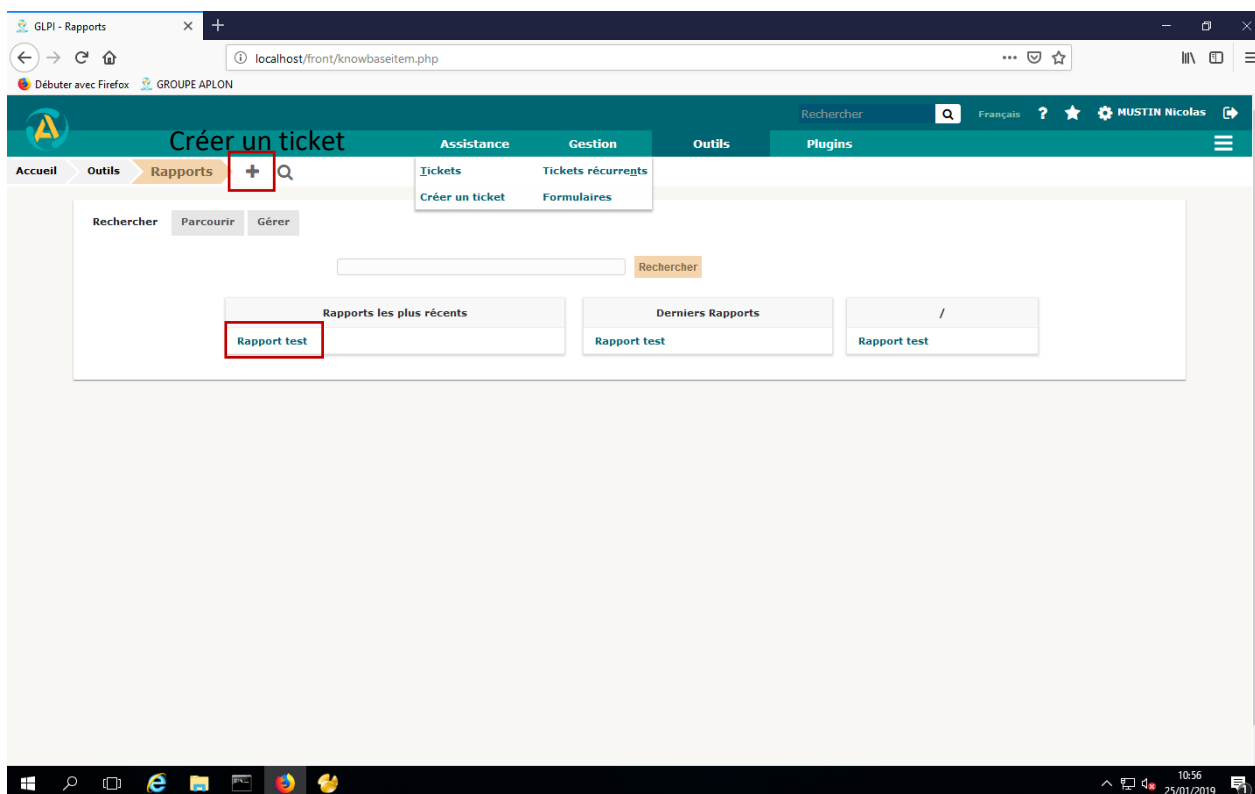 GLPI - Rapports
localhost/front/knowbaseitem.php
Débuter avec Firefox GROUPE APLON
Rechercher Français ? MUSTIN Nicolas
Créer un ticket
Assistance Gestion Outils Plugins
Accueil Outils Rapports
Tickets Tickets récurrents
Créer un ticket Formulaires
Rechercher Parcourir Gérer
Rechercher
Rapports les plus récents Derniers Rapports /
Rapport test Rapport test Rapport test
10:56
25/01/2019